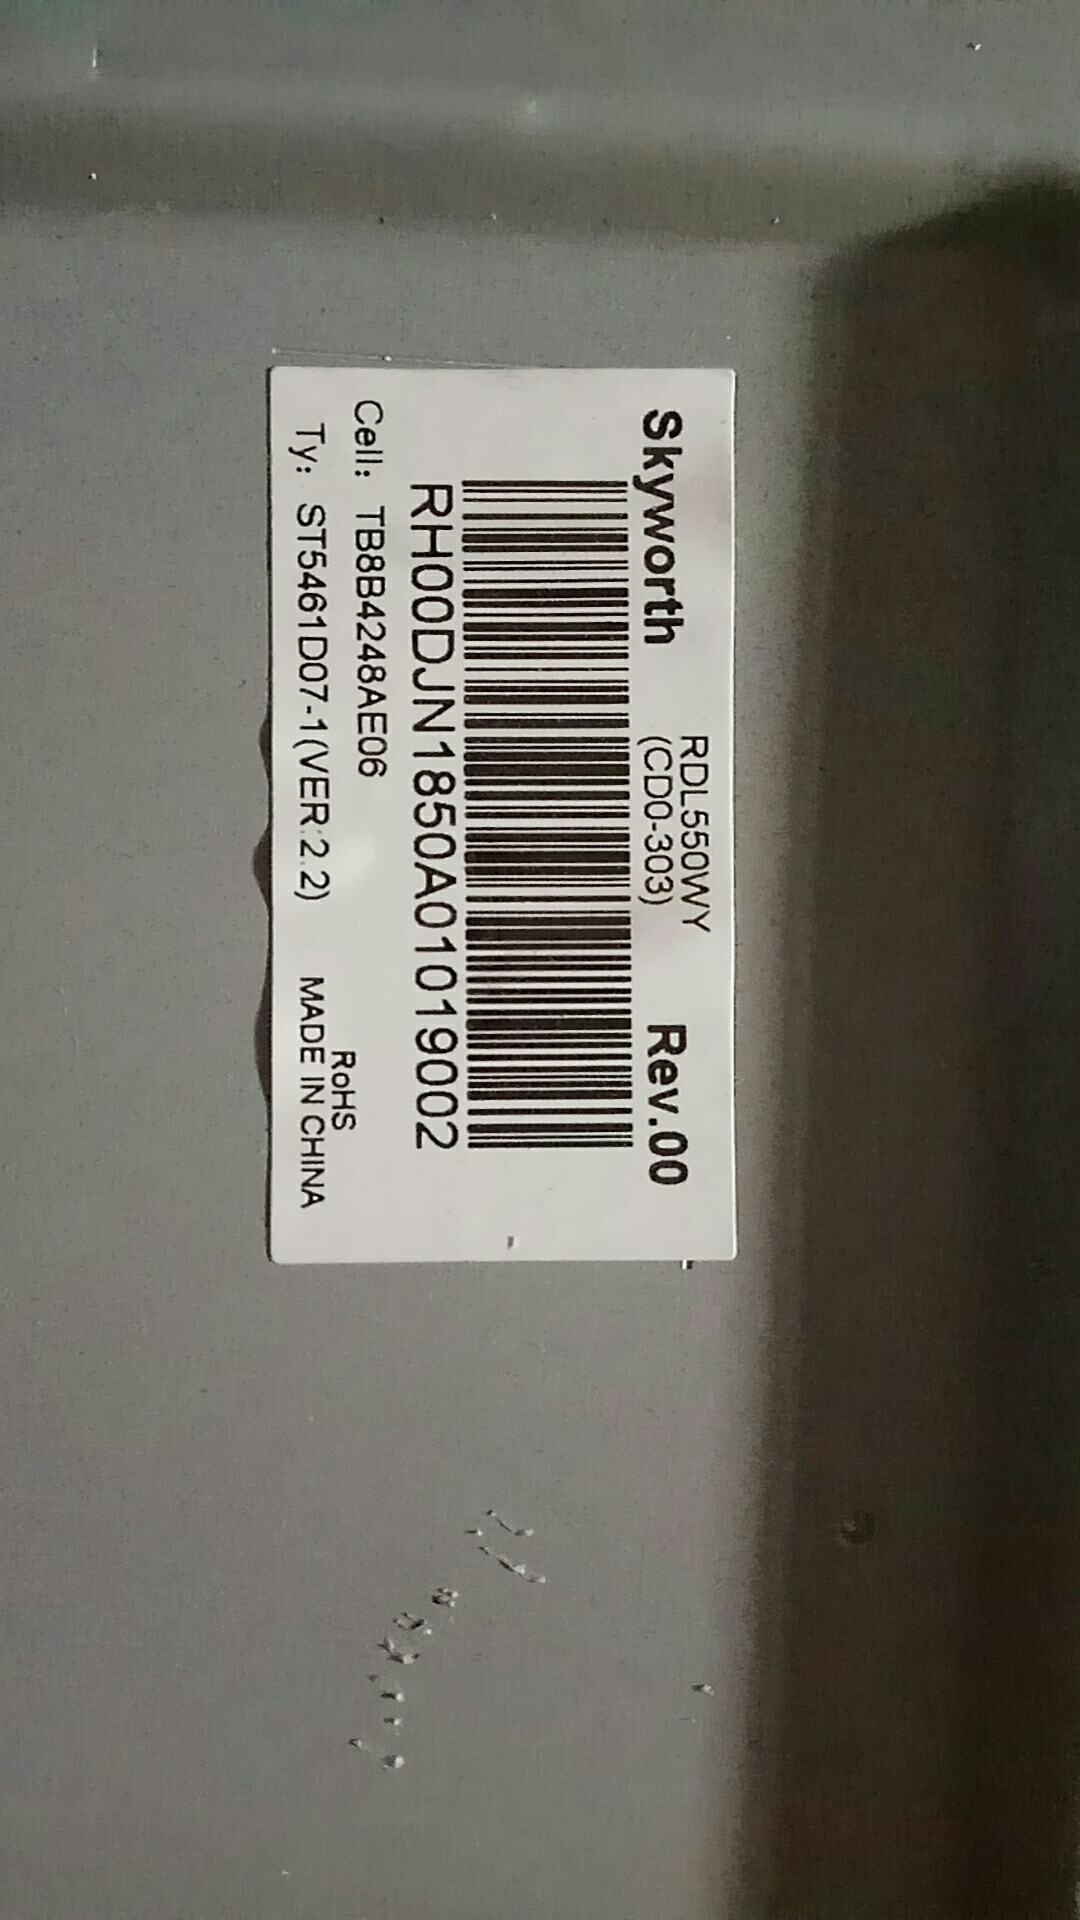 RDL550WY
Skyworth (CD0-303) Rev.00
RH00DJN1850A01019002
Cell: TB8B4248AE06
RoHS
Ty: ST5461D07-1(VER:2.2) MADE IN CHINA